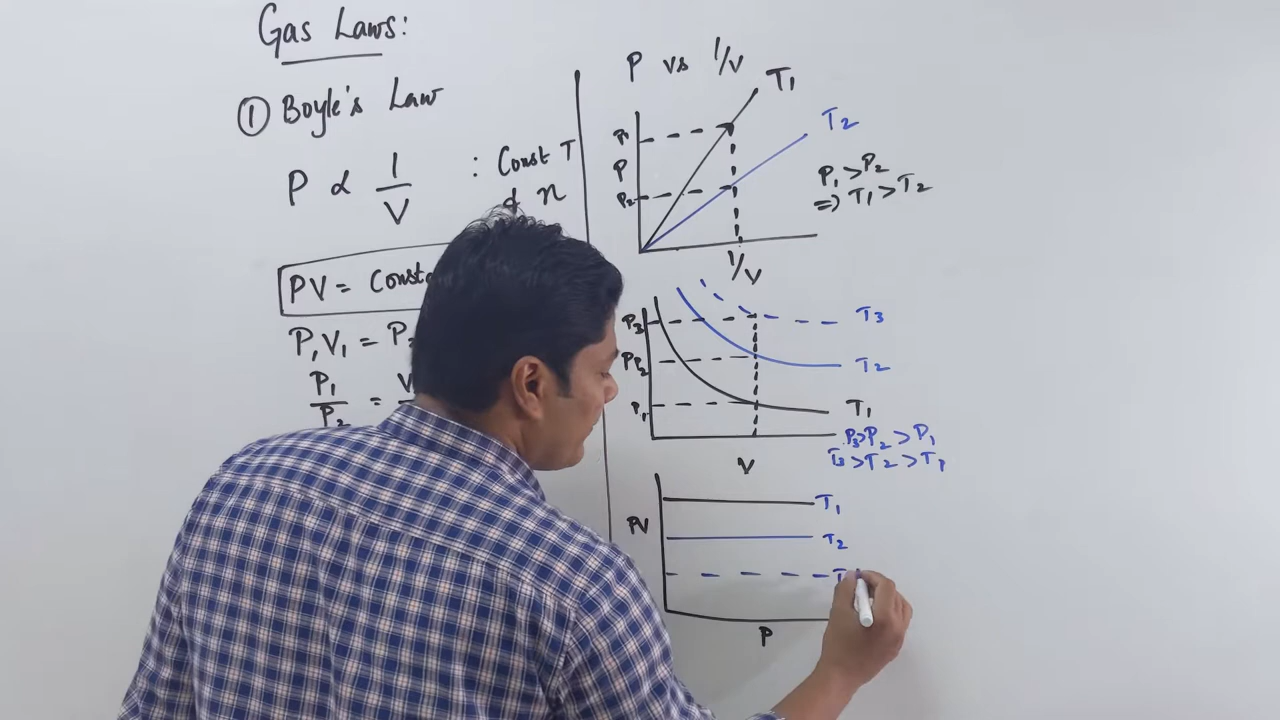 Gas Laws:
① Boyle's Law
P ∝ 1/V : Const T & n
PV =
P₁V₁ =
P₁/P₂ =
P vs 1/V
T₁
T₂
P₁
P
P₂
1/V
P₁ > P₂
⇒ T₁ > T₂
P₃
P P₂
P₁
T₃
T₂
T₁
V
P₃ > P₂ > P₁
T₃ > T₂ > T₁
PV
T₁
T₂
P